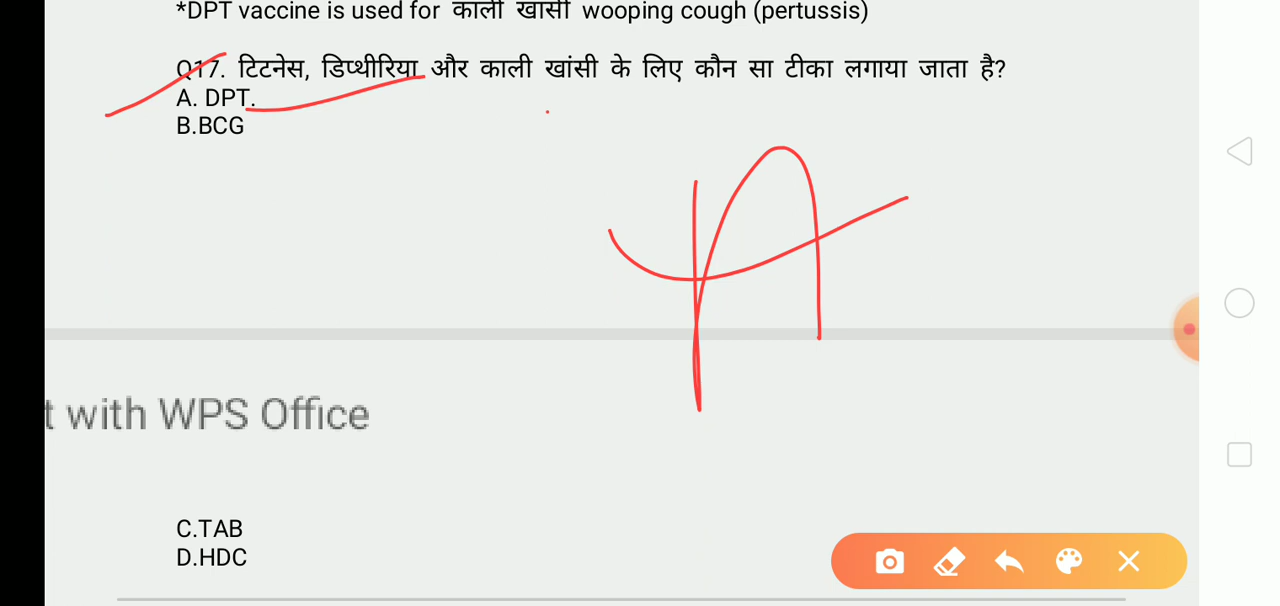 *DPT vaccine is used for काली खांसी wooping cough (pertussis)
Q17. टिटनेस, डिप्थीरिया और काली खांसी के लिए कौन सा टीका लगाया जाता है?
A. DPT.
B.BCG
A
t with WPS Office
C.TAB
D.HDC